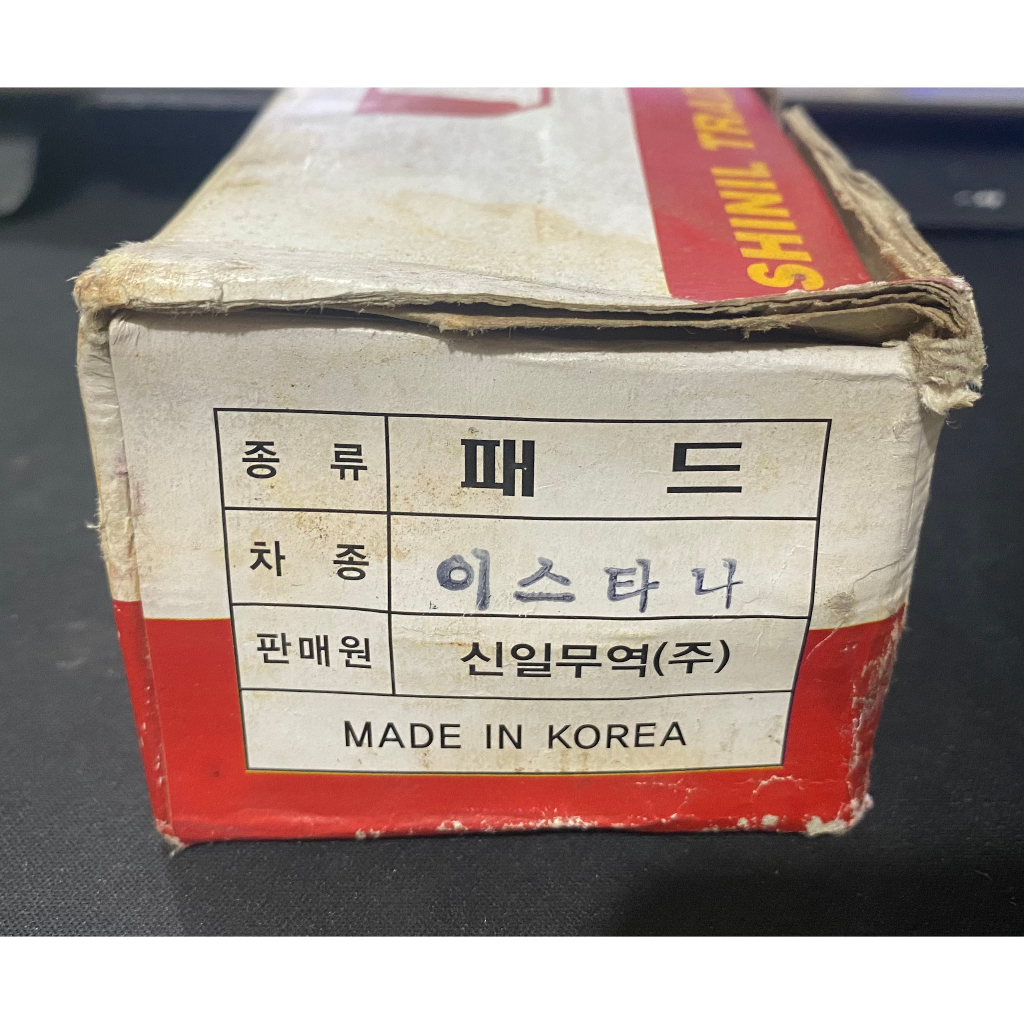 SHINIL
종 류 패 드
차 종 이스타나
판매원 신일무역(주)
MADE IN KOREA